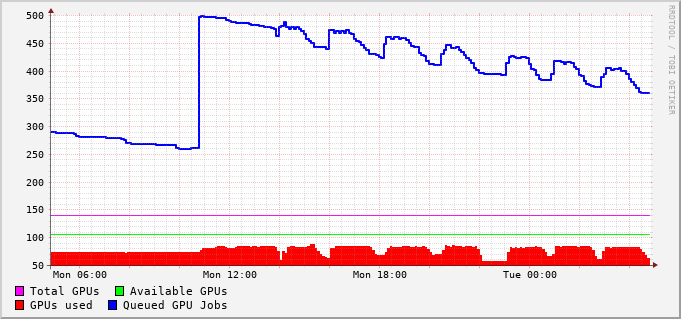 500
450
400
350
300
250
200
150
100
50
Mon 06:00 Mon 12:00 Mon 18:00 Tue 00:00
Total GPUs Available GPUs
GPUs used Queued GPU Jobs
RRDTOOL / TOBI OETIKER